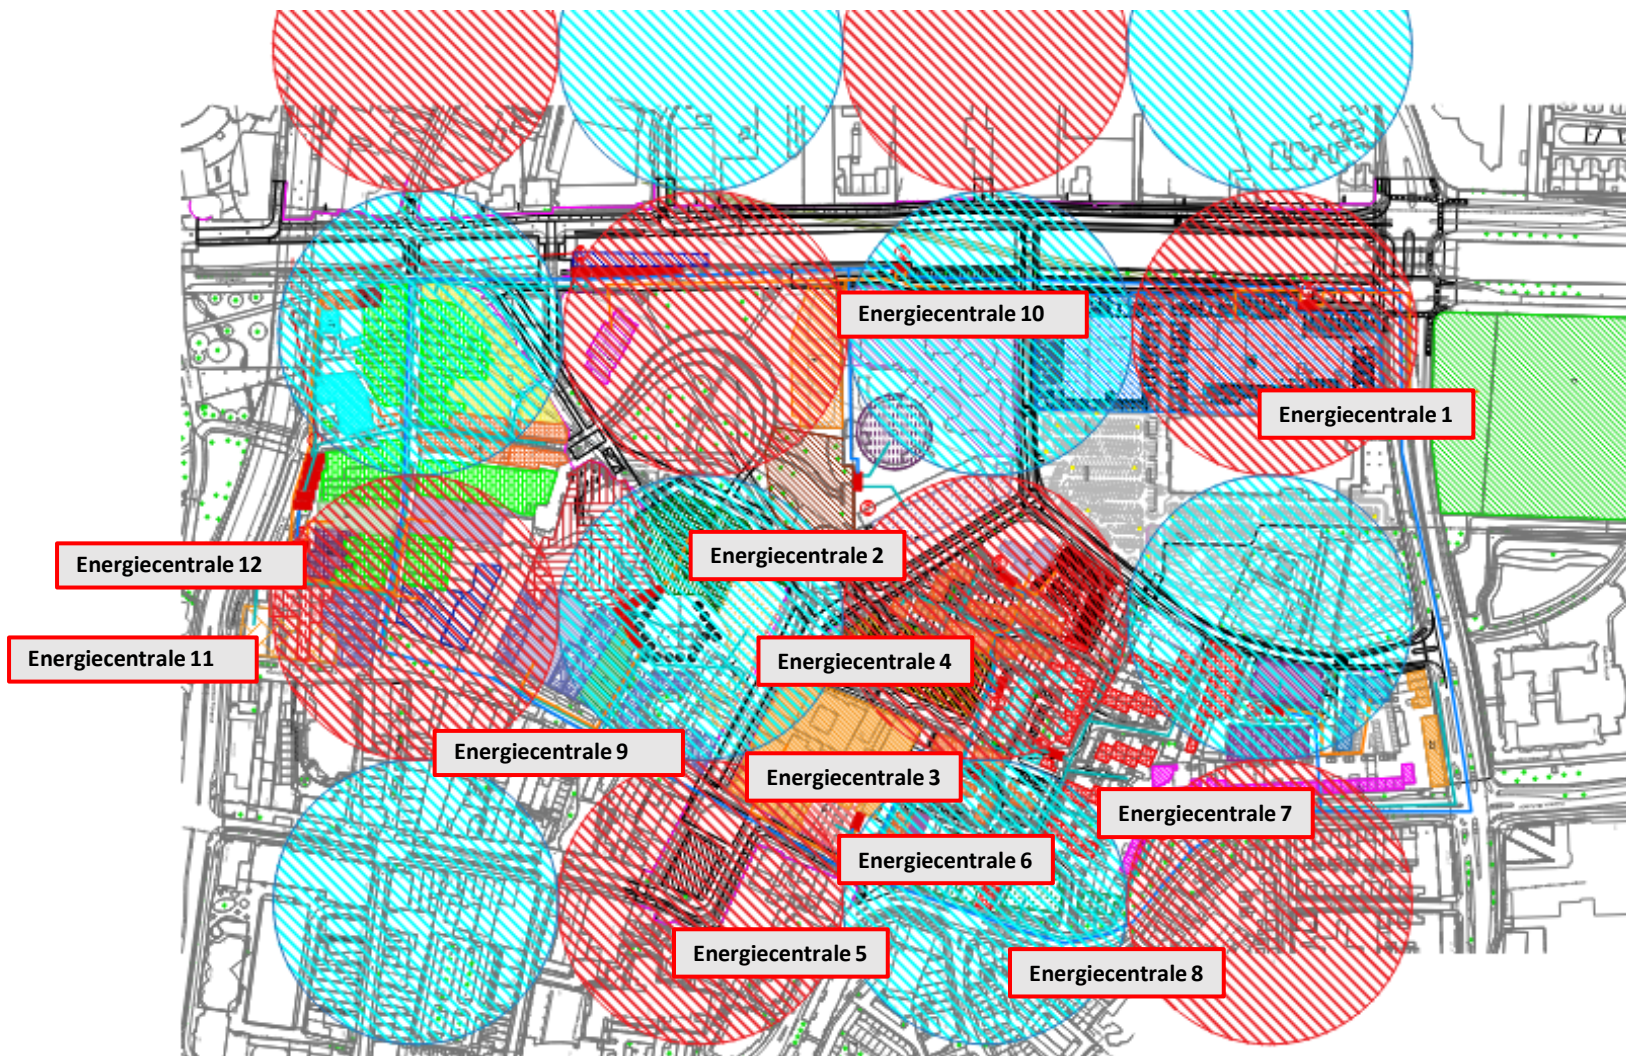 Energiecentrale 10
Energiecentrale 1
Energiecentrale 2
Energiecentrale 12
Energiecentrale 11
Energiecentrale 4
Energiecentrale 9
Energiecentrale 3
Energiecentrale 7
Energiecentrale 6
Energiecentrale 5
Energiecentrale 8